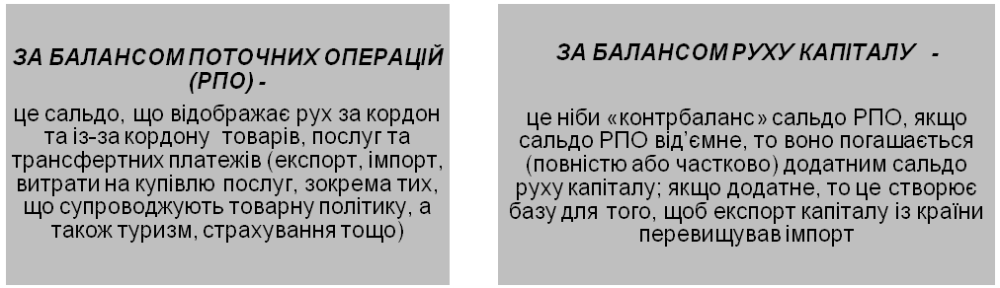 ЗА БАЛАНСОМ ПОТОЧНИХ ОПЕРАЦІЙ
(РПО) -
це сальдо, що відображає рух за кордон
та із-за кордону товарів, послуг та
трансфертних платежів (експорт, імпорт,
витрати на купівлю послуг, зокрема тих,
що супроводжують товарну політику, а
також туризм, страхування тощо)
ЗА БАЛАНСОМ РУХУ КАПІТАЛУ -
це ніби «контрбаланс» сальдо РПО, якщо
сальдо РПО від’ємне, то воно погашається
(повністю або частково) додатним сальдо
руху капіталу; якщо додатне, то це створює
базу для того, щоб експорт капіталу із країни
перевищував імпорт